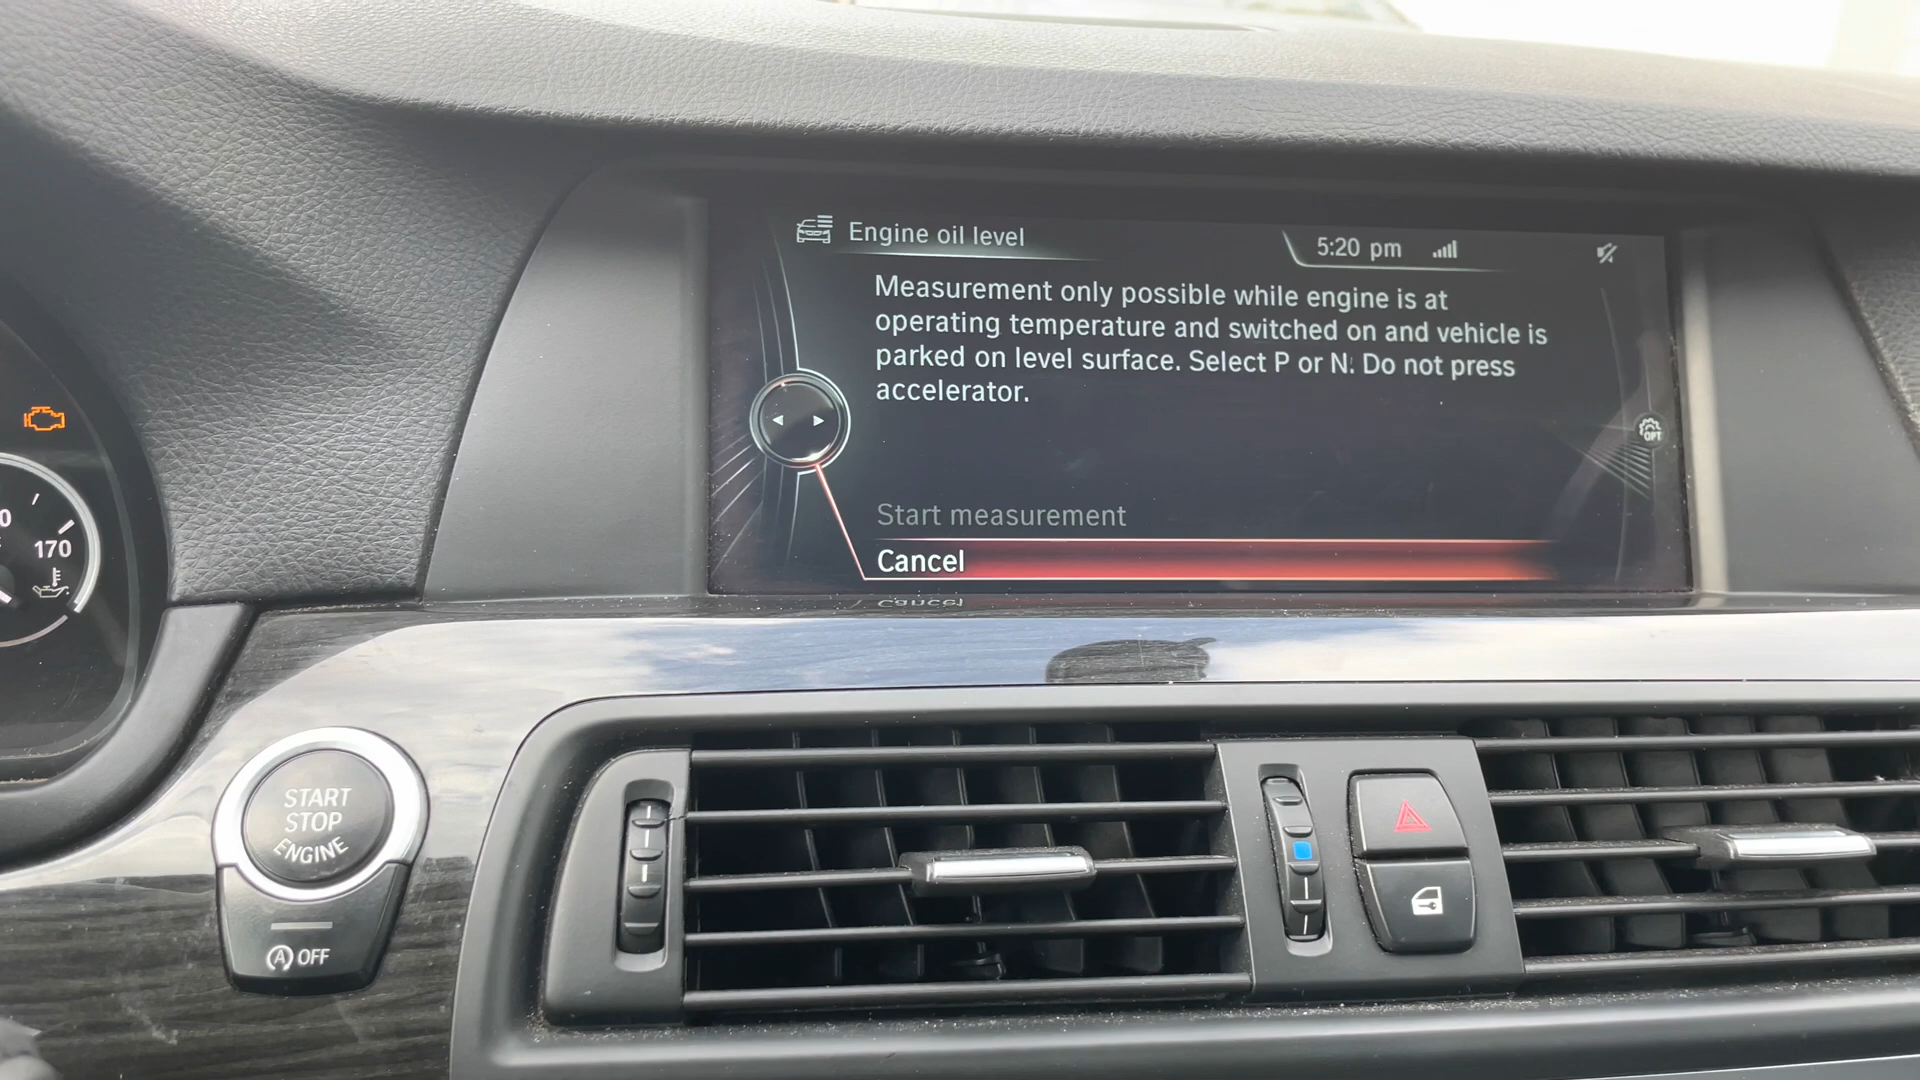 Engine oil level
5:20 pm
Measurement only possible while engine is at
operating temperature and switched on and vehicle is
parked on level surface. Select P or N. Do not press
accelerator.
OPT
Start measurement
Cancel
170
START
STOP
ENGINE
A OFF